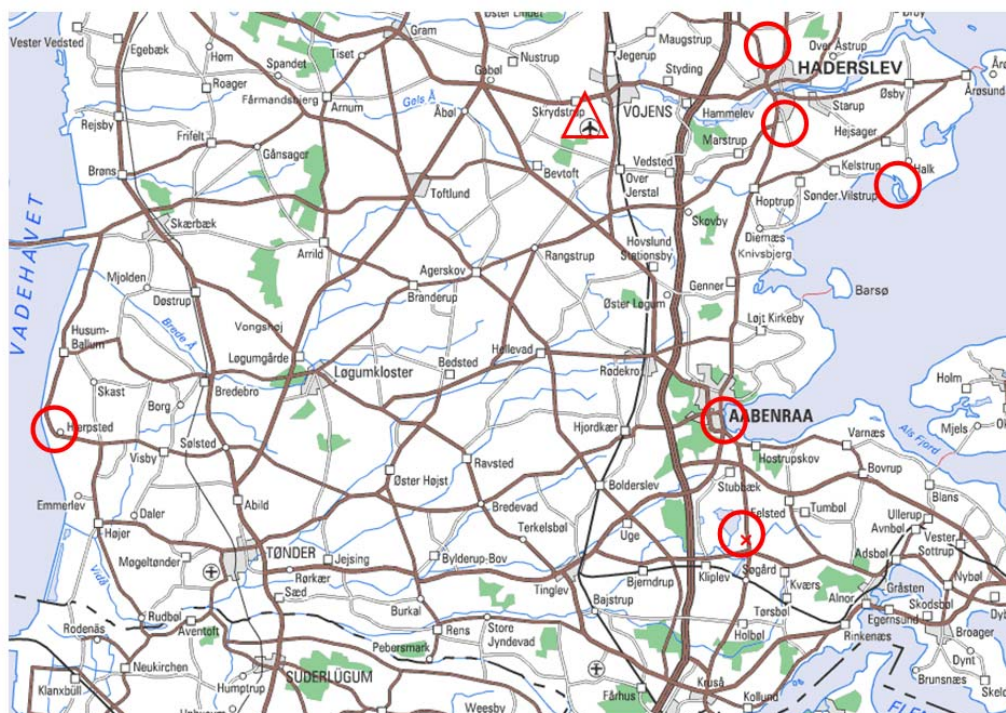 Øster Lindet
Vester Vedsted
Egebæk
Høm
Tiset
Gram
Nustrup
Jegerup
Maugstrup
Over Åstrup
Spandet
Gabøl
Styding
HADERSLEV
Roager
Fårmandsbjerg
Arnum
Skrydstrup
VOJENS
Hammelev
Starup
Øsby
Årøsund
Rejsby
Gels Å
Åbøl
Hejsager
Frifelt
Gånsager
Marstrup
Brøns
Bevtoft
Vedsted
Kelstrup
Halk
Over
Jerstal
Toftlund
Hoptrup
Sønder Vilstrup
Skærbæk
Skovby
VADEHAVET
Arrild
Rangstrup
Hovslund
Stationsby
Diernæs
Knivsbjerg
Mjolden
Agerskov
Døstrup
Branderup
Genner
Barsø
Øster Løgum
Brede Å
Vongshøj
Løjt Kirkeby
Husum-
Ballum
Løgumgårde
Hellevad
Bedsted
Rødekro
Løgumkloster
Skast
Bredebro
Holm
Borg
AABENRAA
Mjels
Hjerpsted
Hjordkær
Als Fjord
Sølsted
Visby
Varnæs
Hostrupskov
Ravsted
Bovrup
Øster Højst
Stubbæk
Emmerlev
Abild
Bolderslev
Blans
Daler
Bredevad
Felsted
Tumbøl
Ullerup
Højer
Terkelsbøl
Uge
Avnbøl
Vester
Sottrup
Møgeltønder
TØNDER
Jejsing
Bylderup-Bov
Adsbøl
Vidå
Rørkær
Tinglev
Bjerndrup
Kliplev
Søgård
Kværs
Alnor
Gråsten
Nybøl
Sæd
Burkal
Bajstrup
Tørsbøl
Skodsbøl
Egernsund
Rudbøl
Rodenäs
Aventoft
Rens
Store
Jyndevad
Holbøl
Rinkenæs
Broager
Pebersmark
Neukirchen
SÜDERLÜGUM
Dynt
Kruså
Brunsnæs
Klanxbüll
Humptrup
Fårhus
Kollund
Weesby